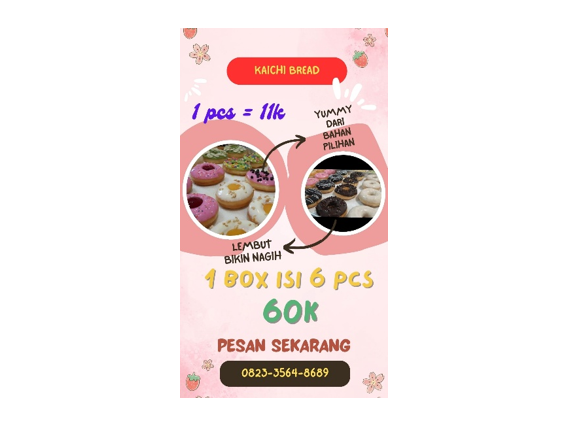 KAICHI BREAD
1 pcs = 11k
YUMMY
DARI
BAHAN
PILIHAN
LEMBUT
BIKIN NAGIH
1 BOX ISI 6 PCS
60K
PESAN SEKARANG
0823-3564-8689